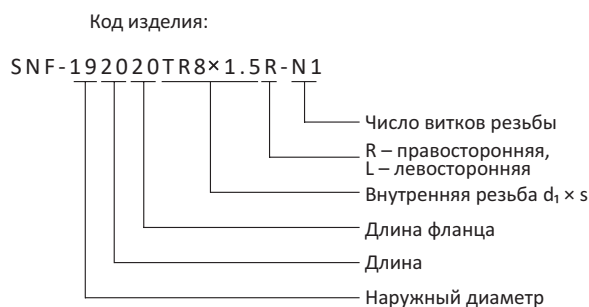 Код изделия:
SNF-192020TR8×1.5R-N1
Число витков резьбы
R – правосторонняя,
L – левосторонняя
Внутренняя резьба d₁ × s
Длина фланца
Длина
Наружный диаметр